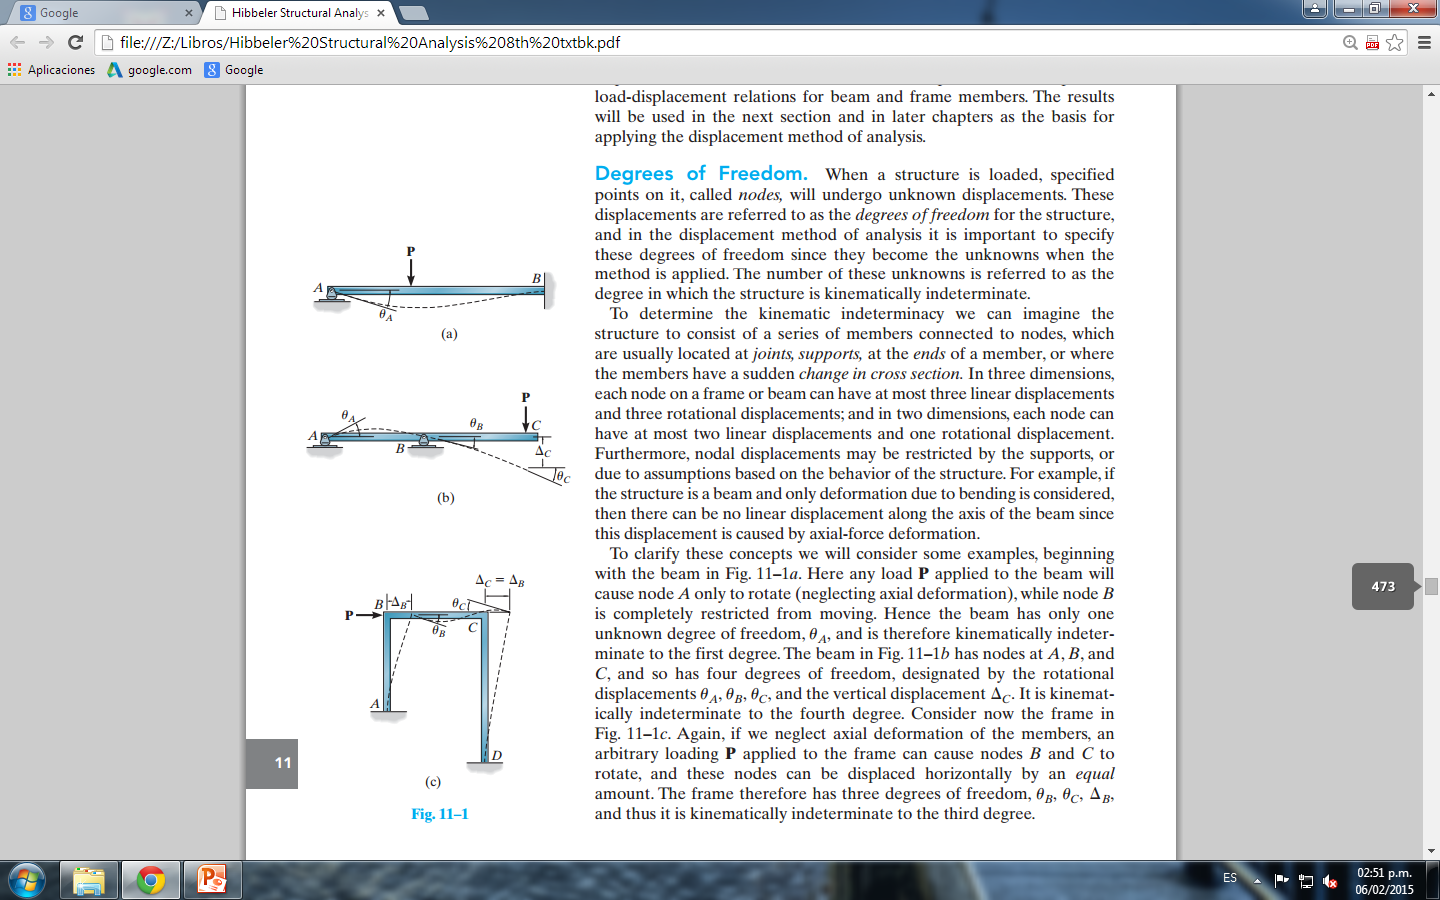 Google
Hibbeler Structural Analys
file:///Z:/Libros/Hibbeler%20Structural%20Analysis%208th%20txtbk.pdf
Aplicaciones
google.com
Google
load-displacement relations for beam and frame members. The results
will be used in the next section and in later chapters as the basis for
applying the displacement method of analysis.
Degrees of Freedom. When a structure is loaded, specified
points on it, called nodes, will undergo unknown displacements. These
displacements are referred to as the degrees of freedom for the structure,
and in the displacement method of analysis it is important to specify
these degrees of freedom since they become the unknowns when the
method is applied. The number of these unknowns is referred to as the
degree in which the structure is kinematically indeterminate.
To determine the kinematic indeterminacy we can imagine the
structure to consist of a series of members connected to nodes, which
are usually located at joints, supports, at the ends of a member, or where
the members have a sudden change in cross section. In three dimensions,
each node on a frame or beam can have at most three linear displacements
and three rotational displacements; and in two dimensions, each node can
have at most two linear displacements and one rotational displacement.
Furthermore, nodal displacements may be restricted by the supports, or
due to assumptions based on the behavior of the structure. For example, if
the structure is a beam and only deformation due to bending is considered,
then there can be no linear displacement along the axis of the beam since
this displacement is caused by axial-force deformation.
To clarify these concepts we will consider some examples, beginning
with the beam in Fig. 11–1a. Here any load P applied to the beam will
cause node A only to rotate (neglecting axial deformation), while node B
is completely restricted from moving. Hence the beam has only one
unknown degree of freedom, θA, and is therefore kinematically indeter-
minate to the first degree. The beam in Fig. 11–1b has nodes at A, B, and
C, and so has four degrees of freedom, designated by the rotational
displacements θA, θB, θC, and the vertical displacement ΔC. It is kinemat-
ically indeterminate to the fourth degree. Consider now the frame in
Fig. 11–1c. Again, if we neglect axial deformation of the members, an
arbitrary loading P applied to the frame can cause nodes B and C to
rotate, and these nodes can be displaced horizontally by an equal
amount. The frame therefore has three degrees of freedom, θB, θC, ΔB,
and thus it is kinematically indeterminate to the third degree.
P
A
B
θA
(a)
P
θA
θB
C
A
B
ΔC
θC
(b)
ΔC = ΔB
B
ΔB
θC
P
θB
C
A
D
(c)
Fig. 11–1
11
473
PDF
ES
02:51 p.m.
06/02/2015